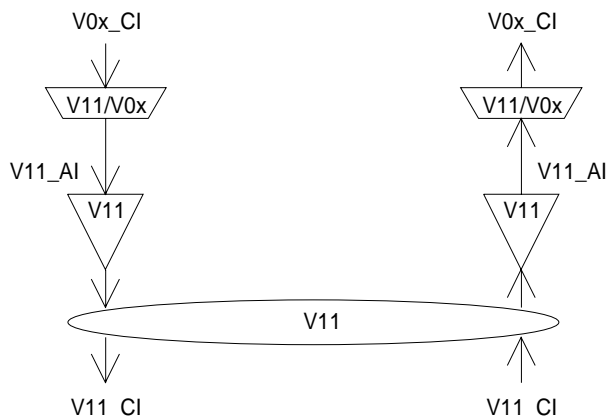 V0x_CI V0x_CI
V11/V0x V11/V0x
V11_AI V11_AI
V11 V11
V11
V11_CI V11_CI